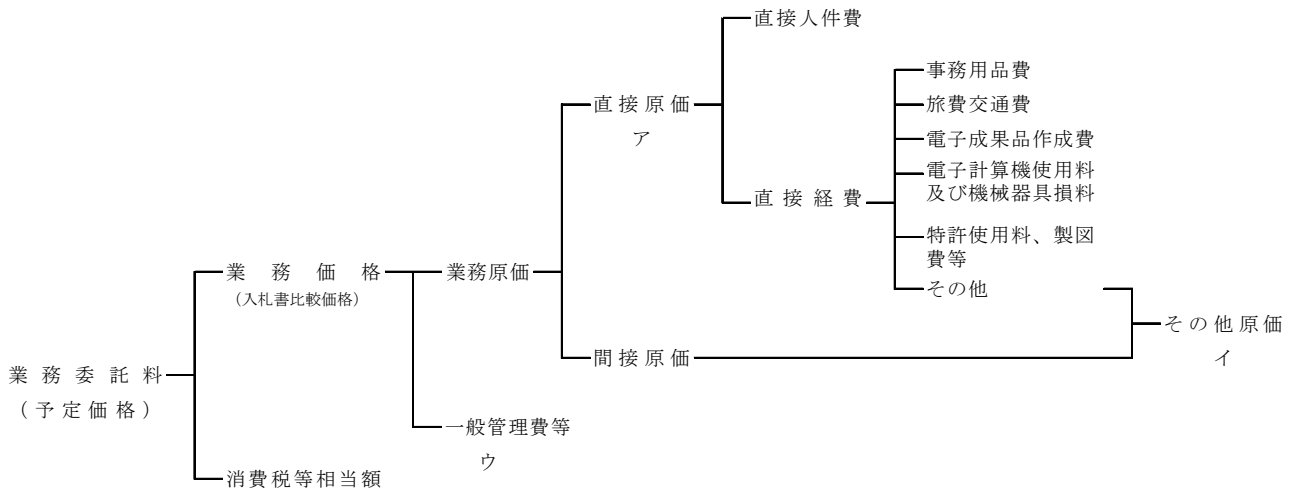 直接人件費
事務用品費
直接原価
旅費交通費
ア
電子成果品作成費
電子計算機使用料
及び機械器具損料
直接経費
特許使用料、製図
費等
業務価格
業務原価
(入札書比較価格)
その他
その他原価
イ
間接原価
業務委託料
(予定価格)
一般管理費等
ウ
消費税等相当額